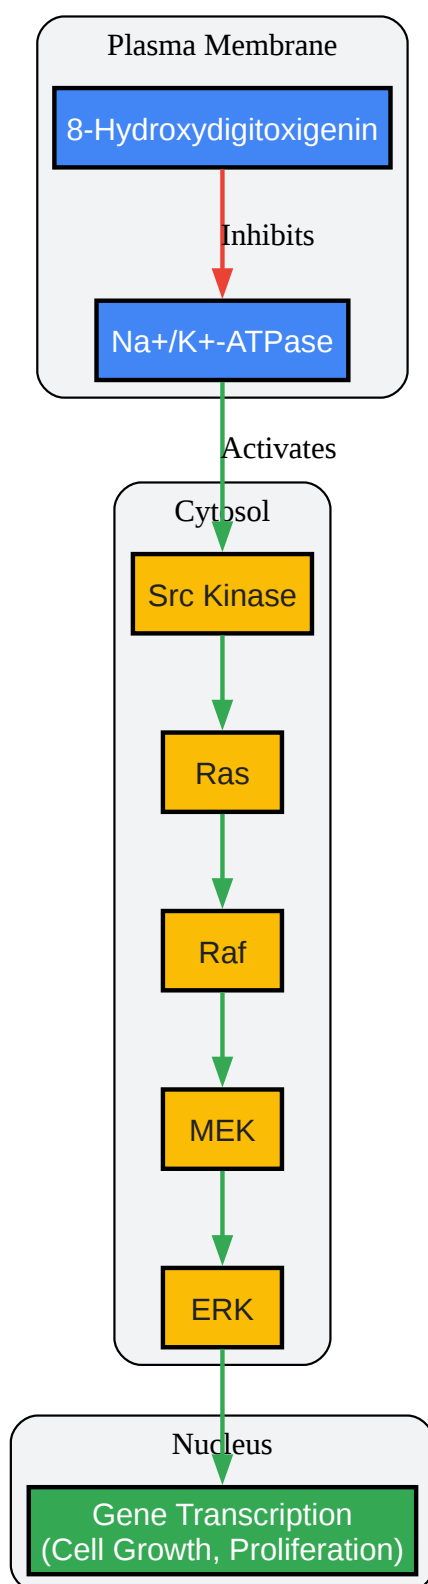 Plasma Membrane
8-Hydroxydigitoxigenin
Inhibits
Na+/K+-ATPase
Activates
Cytosol
Src Kinase
Ras
Raf
MEK
ERK
Nucleus
Gene Transcription
(Cell Growth, Proliferation)